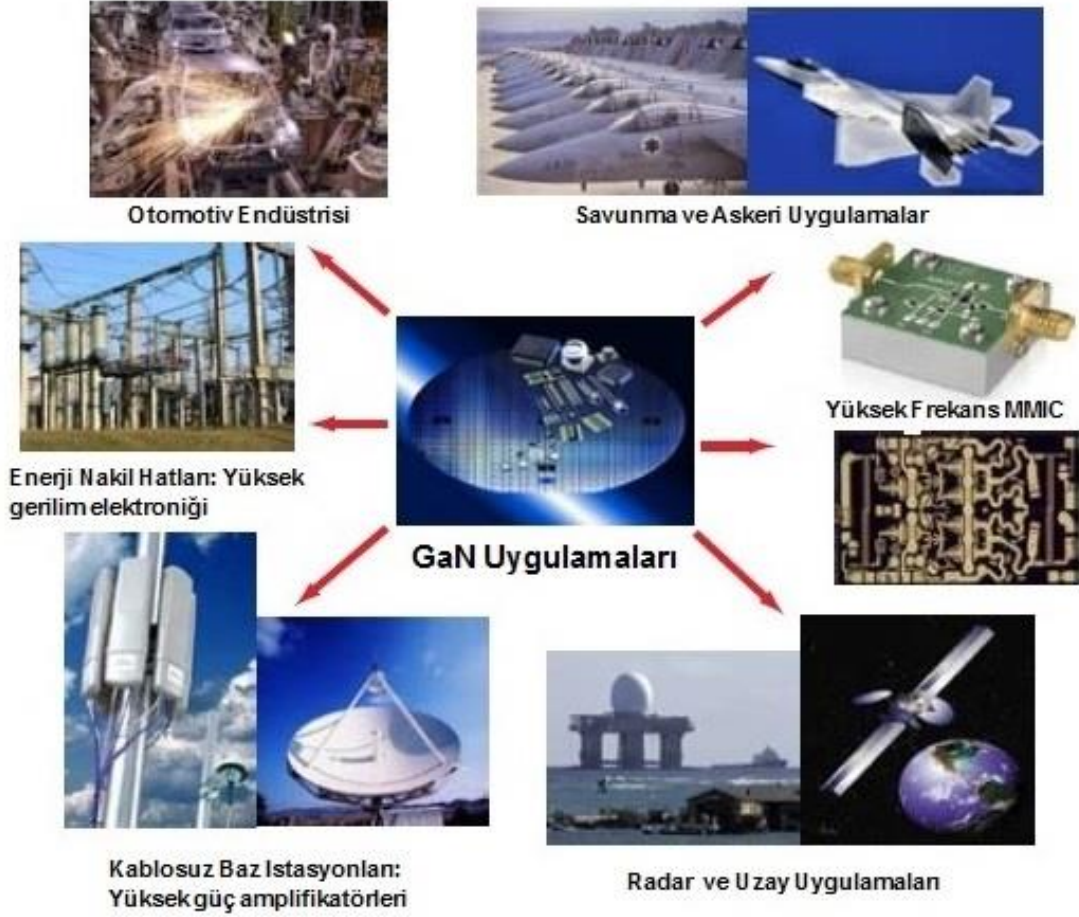 Otomotiv Endüstrisi
Savunma ve Askeri Uygulamalar
Yüksek Frekans MMIC
Enerji Nakil Hatları: Yüksek
gerilim elektroniği
GaN Uygulamaları
Kablosuz Baz Istasyonları:
Yüksek güç amplifikatörleri
Radar ve Uzay Uygulamaları